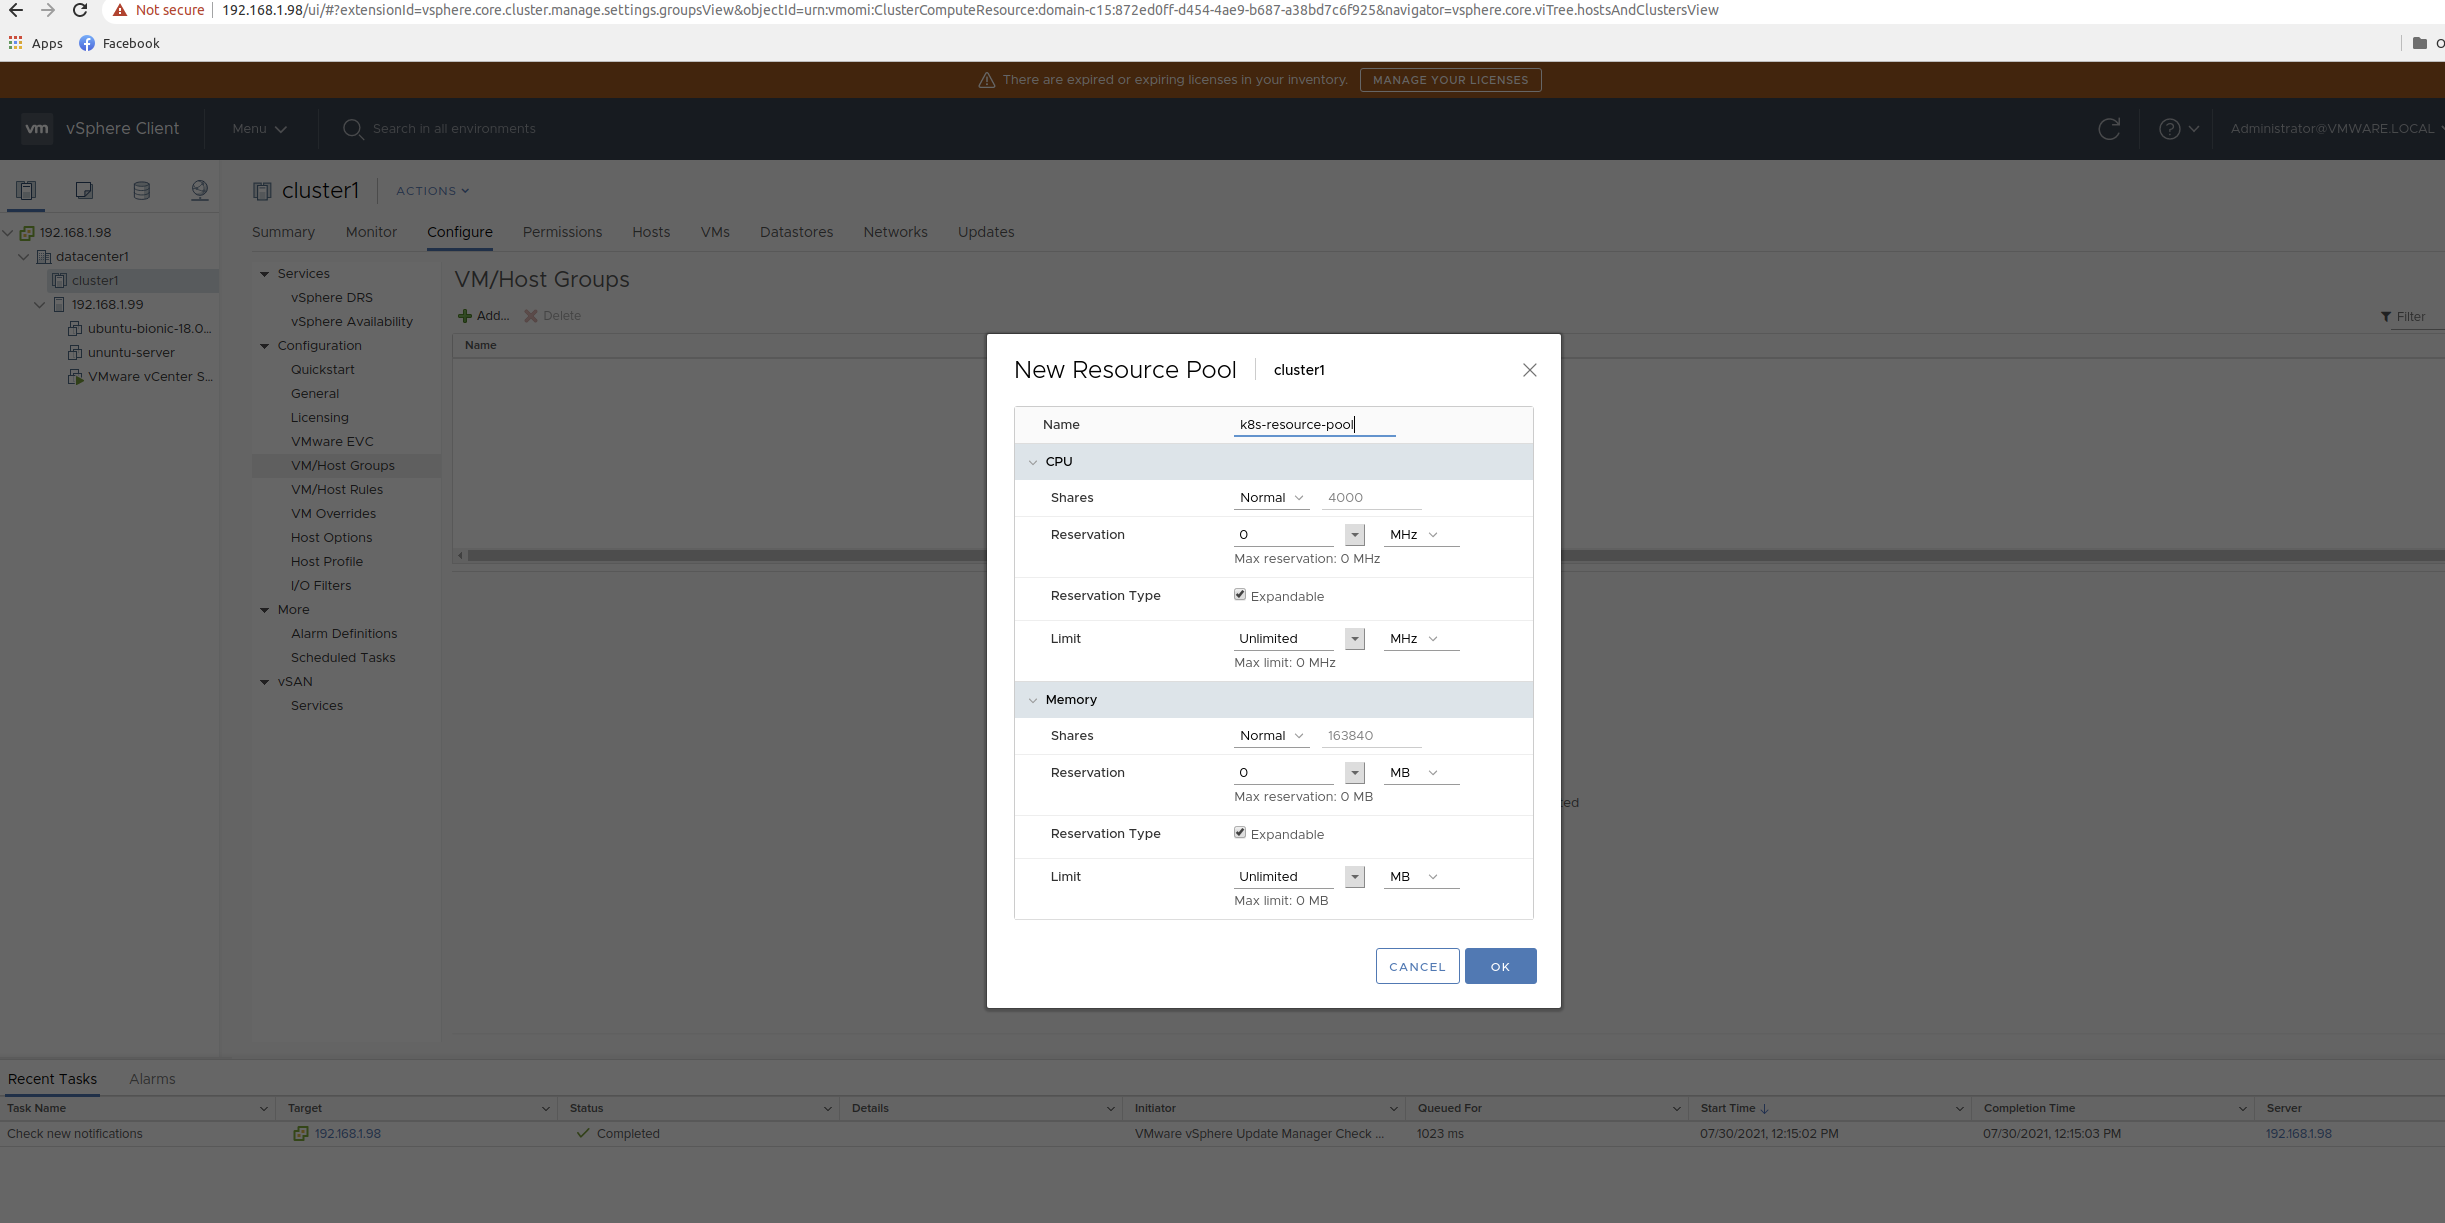 Not secure 192.168.1.98/ui/#?extensionId=vsphere.core.cluster.manage.settings.groupsView&objectId=urn:vmomi:ClusterComputeResource:domain-c15:872ed0ff-d454-4ae9-b687-a38bd7c6f925&navigator=vsphere.core.viTree.hostsAndClustersView
Apps Facebook
There are expired or expiring licenses in your inventory. MANAGE YOUR LICENSES
vm vSphere Client Menu Search in all environments Administrator@VMWARE.LOCAL
192.168.1.98
datacenter1
cluster1
192.168.1.99
ubuntu-bionic-18.0...
ununtu-server
VMware vCenter S...
cluster1 ACTIONS
Summary Monitor Configure Permissions Hosts VMs Datastores Networks Updates
Services
vSphere DRS
vSphere Availability
Configuration
Quickstart
General
Licensing
VMware EVC
VM/Host Groups
VM/Host Rules
VM Overrides
Host Options
Host Profile
I/O Filters
More
Alarm Definitions
Scheduled Tasks
vSAN
Services
VM/Host Groups
Add... Delete
Filter
Name
New Resource Pool cluster1
Name k8s-resource-pool
CPU
Shares Normal 4000
Reservation 0 MHz
Max reservation: 0 MHz
Reservation Type Expandable
Limit Unlimited MHz
Max limit: 0 MHz
Memory
Shares Normal 163840
Reservation 0 MB
Max reservation: 0 MB
Reservation Type Expandable
Limit Unlimited MB
Max limit: 0 MB
CANCEL OK
Recent Tasks Alarms
Task Name Target Status Details Initiator Queued For Start Time Completion Time Server
Check new notifications 192.168.1.98 Completed VMware vSphere Update Manager Check ... 1023 ms 07/30/2021, 12:15:02 PM 07/30/2021, 12:15:03 PM 192.168.1.98